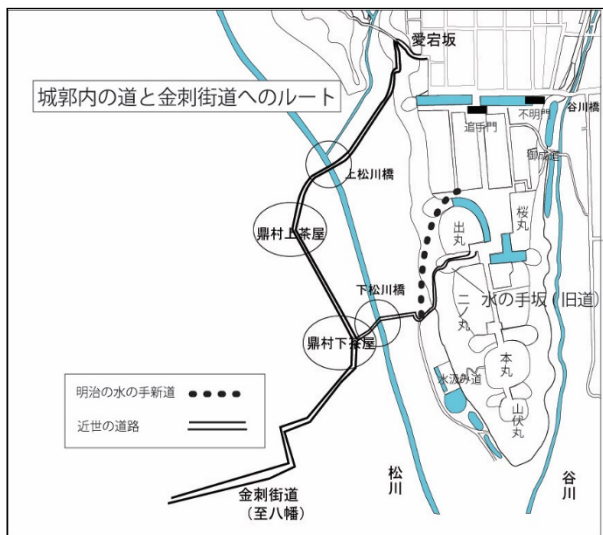 愛宕坂
城郭内の道と金刺街道へのルート
谷川橋
不明門
追手門
御成道
上松川橋
桜丸
出丸
鼎村上茶屋
下松川橋
水の手坂(旧道)
二ノ丸
鼎村下茶屋
本丸
水汲み道
明治の水の手新道
山伏丸
近世の道路
金刺街道
(至八幡)
松川
谷川